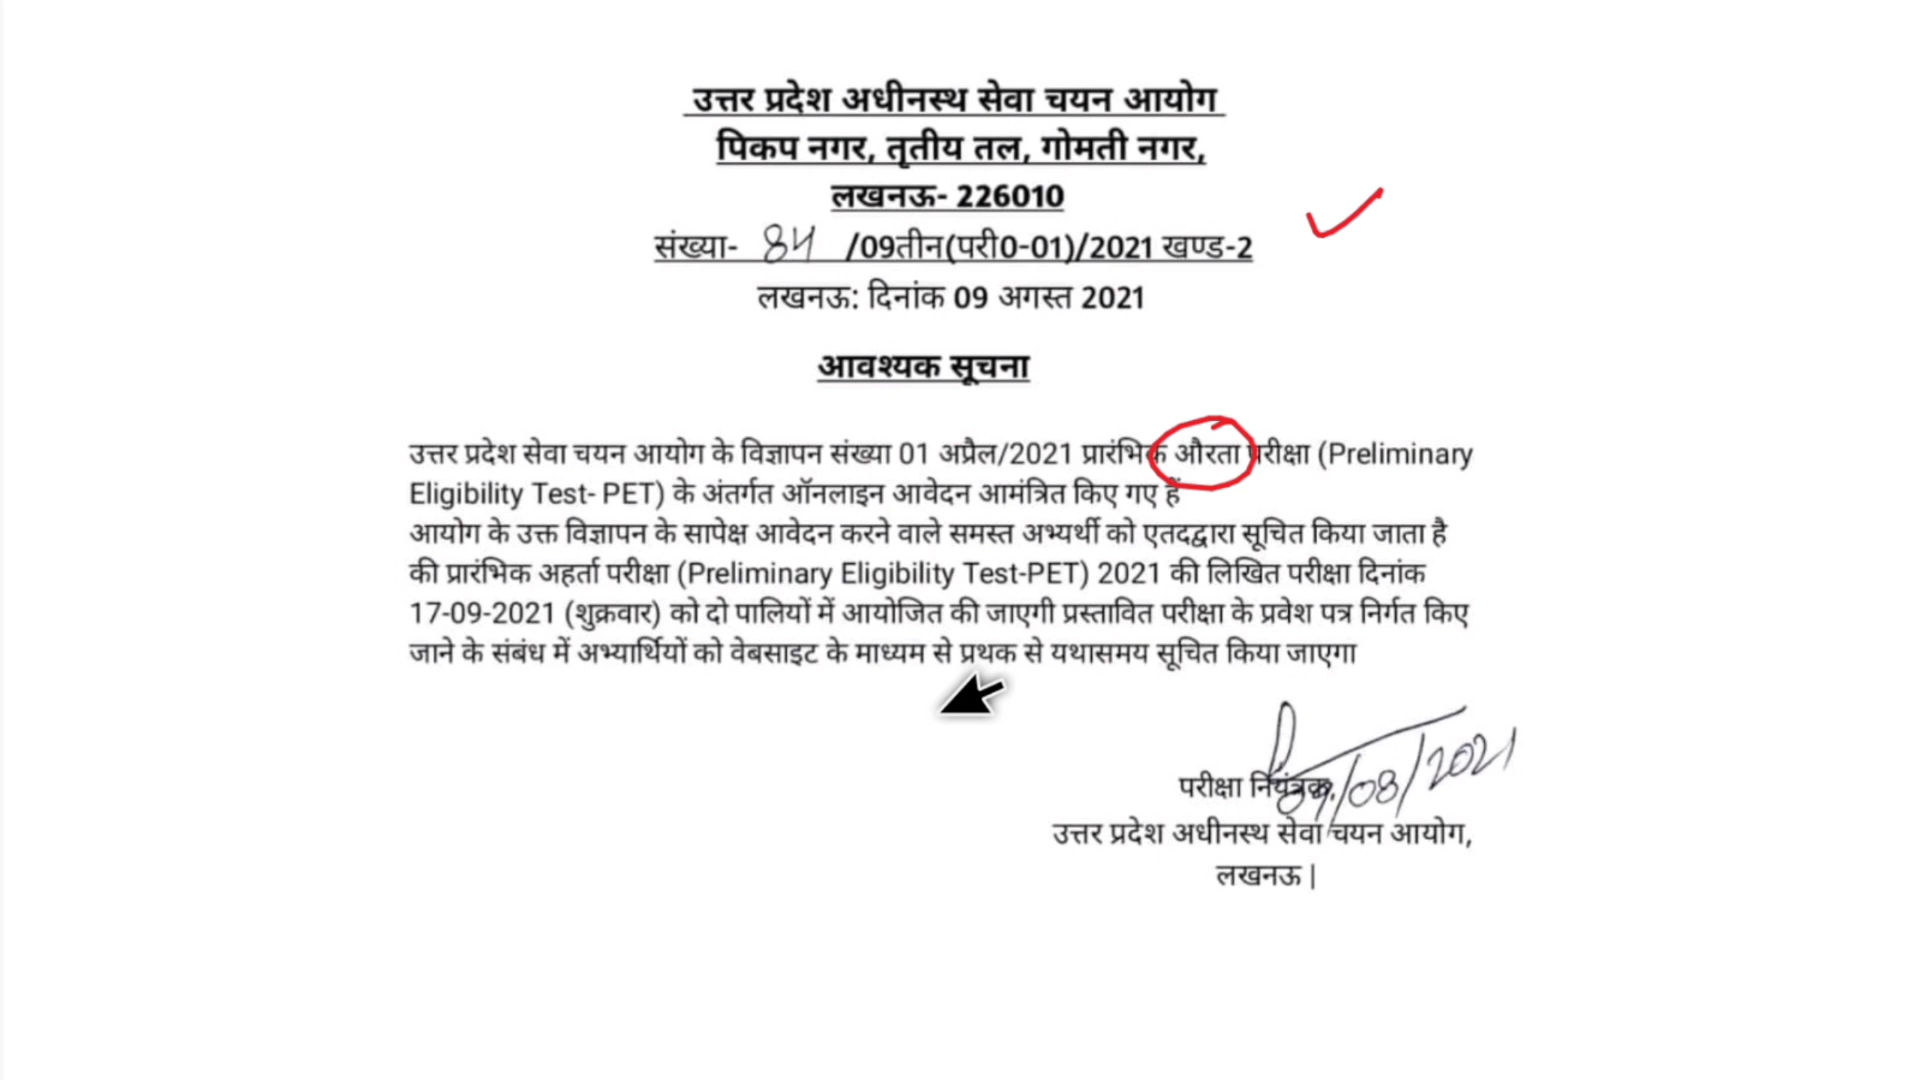 उत्तर प्रदेश अधीनस्थ सेवा चयन आयोग
पिकप नगर, तृतीय तल, गोमती नगर,
लखनऊ- 226010
संख्या- 84 /09तीन(परी0-01)/2021 खण्ड-2
लखनऊ: दिनांक 09 अगस्त 2021
आवश्यक सूचना
उत्तर प्रदेश सेवा चयन आयोग के विज्ञापन संख्या 01 अप्रैल/2021 प्रारंभिक औरता परीक्षा (Preliminary
Eligibility Test- PET) के अंतर्गत ऑनलाइन आवेदन आमंत्रित किए गए हैं
आयोग के उक्त विज्ञापन के सापेक्ष आवेदन करने वाले समस्त अभ्यर्थी को एतदद्वारा सूचित किया जाता है
की प्रारंभिक अहर्ता परीक्षा (Preliminary Eligibility Test-PET) 2021 की लिखित परीक्षा दिनांक
17-09-2021 (शुक्रवार) को दो पालियों में आयोजित की जाएगी प्रस्तावित परीक्षा के प्रवेश पत्र निर्गत किए
जाने के संबंध में अभ्यार्थियों को वेबसाइट के माध्यम से प्रथक से यथासमय सूचित किया जाएगा
09/08/2021
परीक्षा नियंत्रक,
उत्तर प्रदेश अधीनस्थ सेवा चयन आयोग,
लखनऊ |